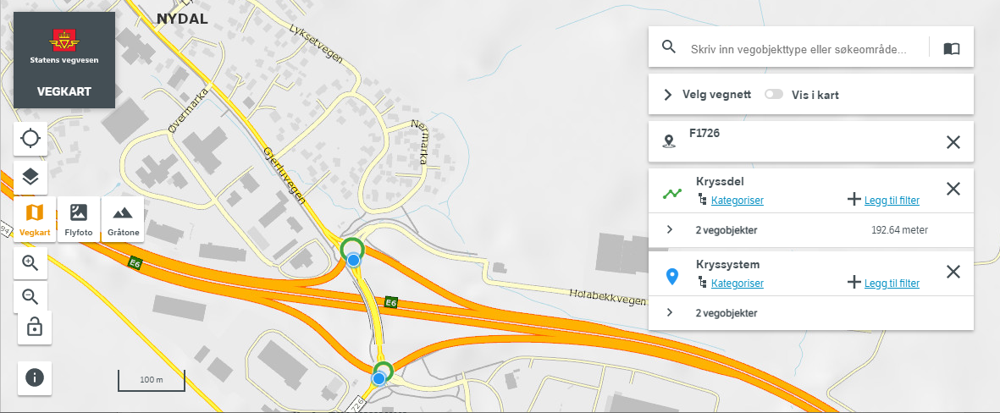 Statens vegvesen
VEGKART
NYDAL
Lyksetvegen
Øvermarka
Nermarka
Gjerluvegen
E6
E6
Holabekkvegen
94
726
Vegkart
Flyfoto
Gråtone
100 m
Skriv inn vegobjekttype eller søkeområde...
Velg vegnett
Vis i kart
F1726
Kryssdel
Kategoriser
Legg til filter
2 vegobjekter
192.64 meter
Kryssystem
Kategoriser
Legg til filter
2 vegobjekter